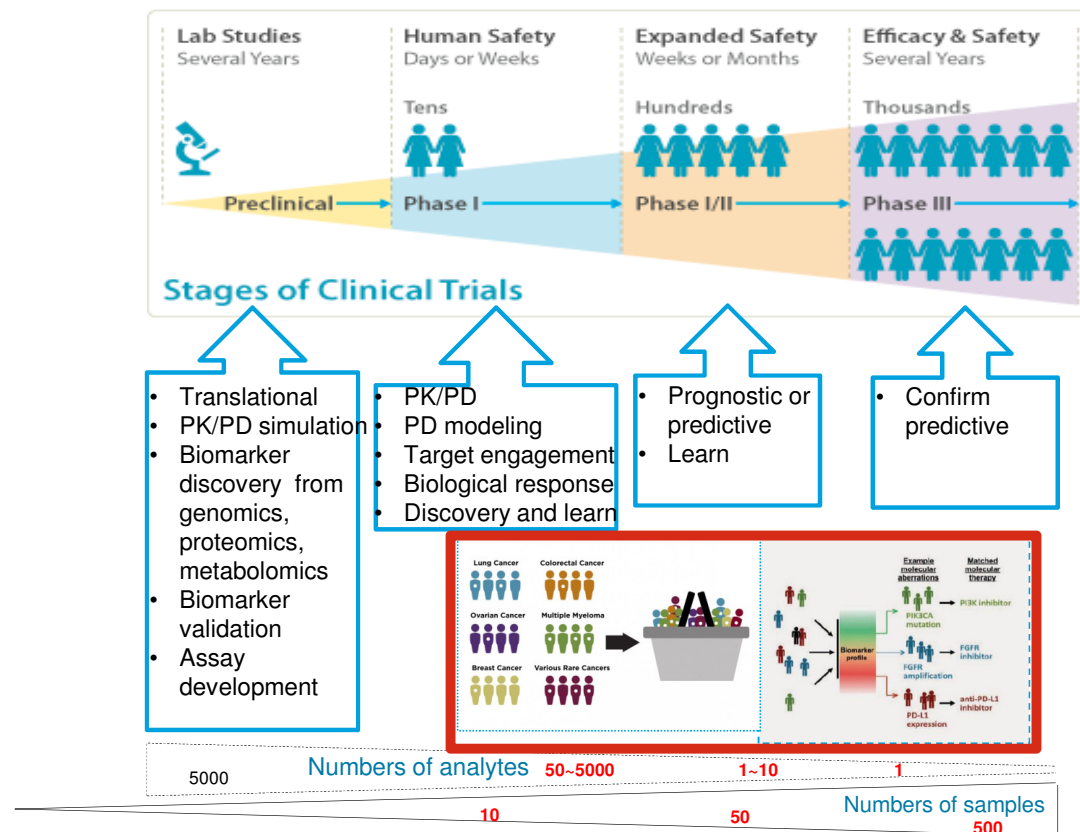 Lab Studies
Several Years
Human Safety
Days or Weeks
Expanded Safety
Weeks or Months
Efficacy & Safety
Several Years
Tens
Hundreds
Thousands
Preclinical
Phase I
Phase I/II
Phase III
Stages of Clinical Trials
• Translational
• PK/PD simulation
• Biomarker
discovery from
genomics,
proteomics,
metabolomics
• Biomarker
validation
• Assay
development
• PK/PD
• PD modeling
• Target engagement
• Biological response
• Discovery and learn
• Prognostic or
predictive
• Learn
• Confirm
predictive
Lung Cancer
Colorectal Cancer
Ovarian Cancer
Multiple Myeloma
Breast Cancer
Various Rare Cancers
Example
molecular
aberrations
Matched
molecular
therapy
Biomarker
profile
PIK3CA
mutation
PI3K inhibitor
FGFR
amplification
FGFR
inhibitor
PD-L1
expression
anti-PD-L1
inhibitor
5000
Numbers of analytes
50~5000
1~10
1
10
50
Numbers of samples
500